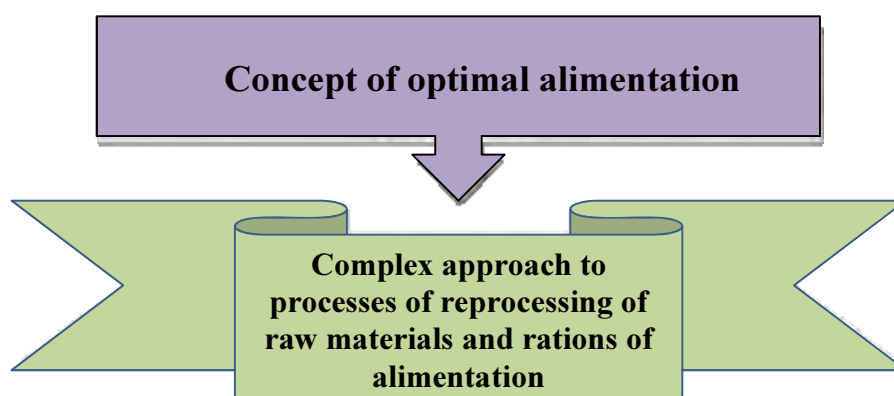 Concept of optimal alimentation
Complex approach to
processes of reprocessing of
raw materials and rations of
alimentation